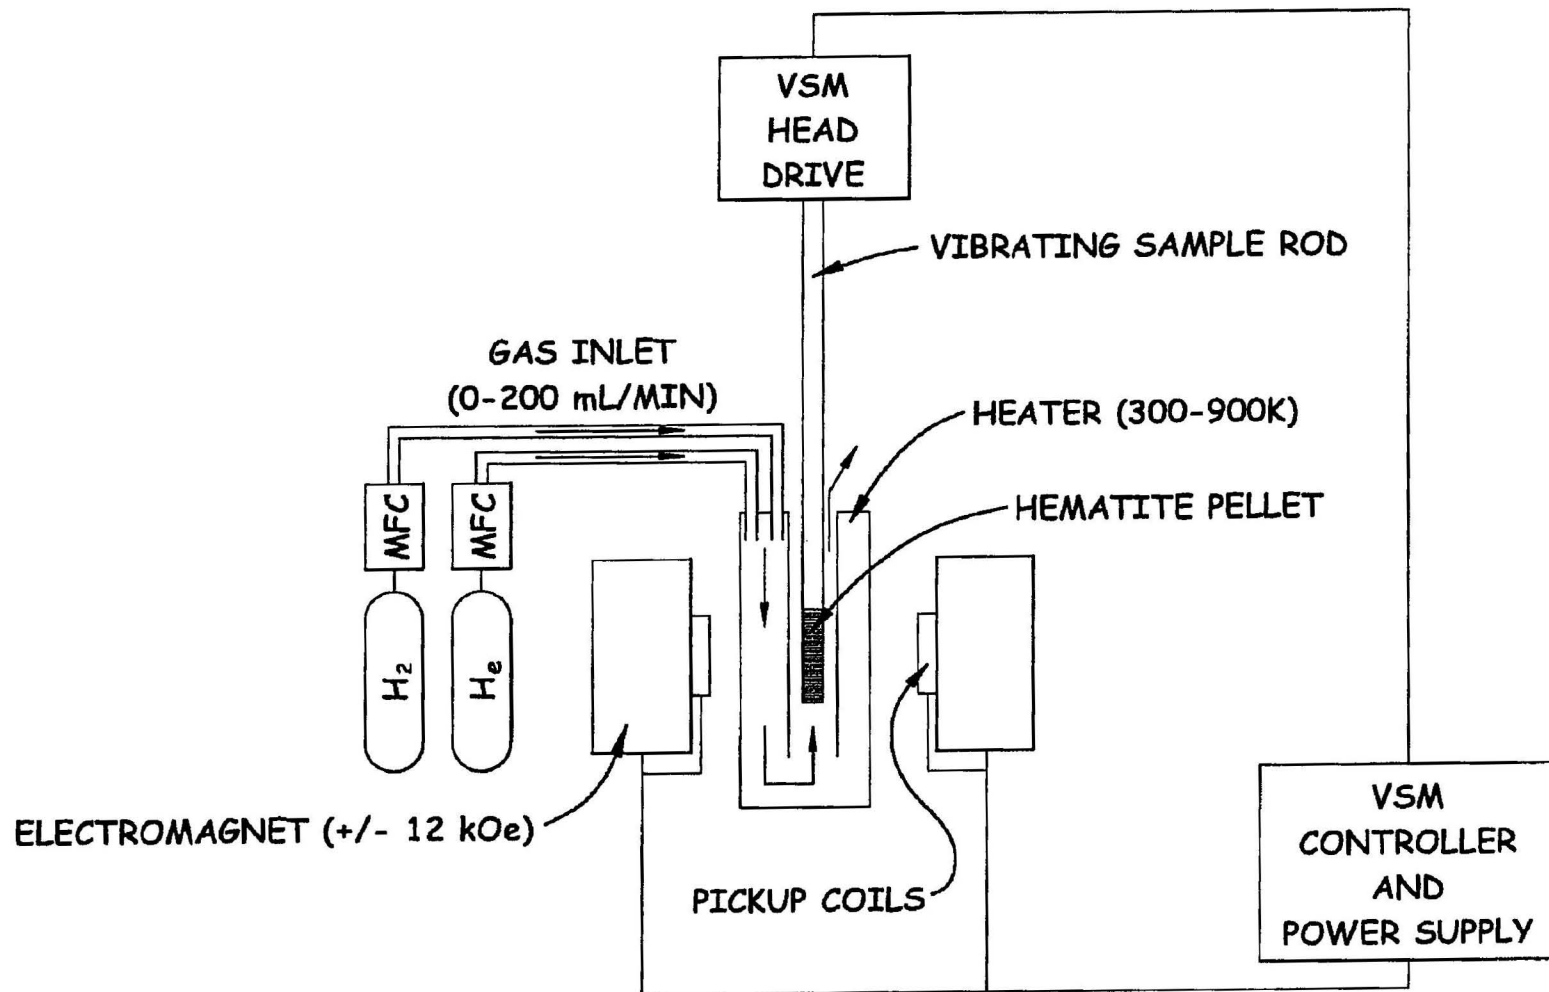 VSM
HEAD
DRIVE
VIBRATING SAMPLE ROD
GAS INLET
(0-200 mL/MIN)
HEATER (300-900K)
HEMATITE PELLET
MFC
MFC
H₂
Hₑ
ELECTROMAGNET (+/- 12 kOe)
PICKUP COILS
VSM
CONTROLLER
AND
POWER SUPPLY